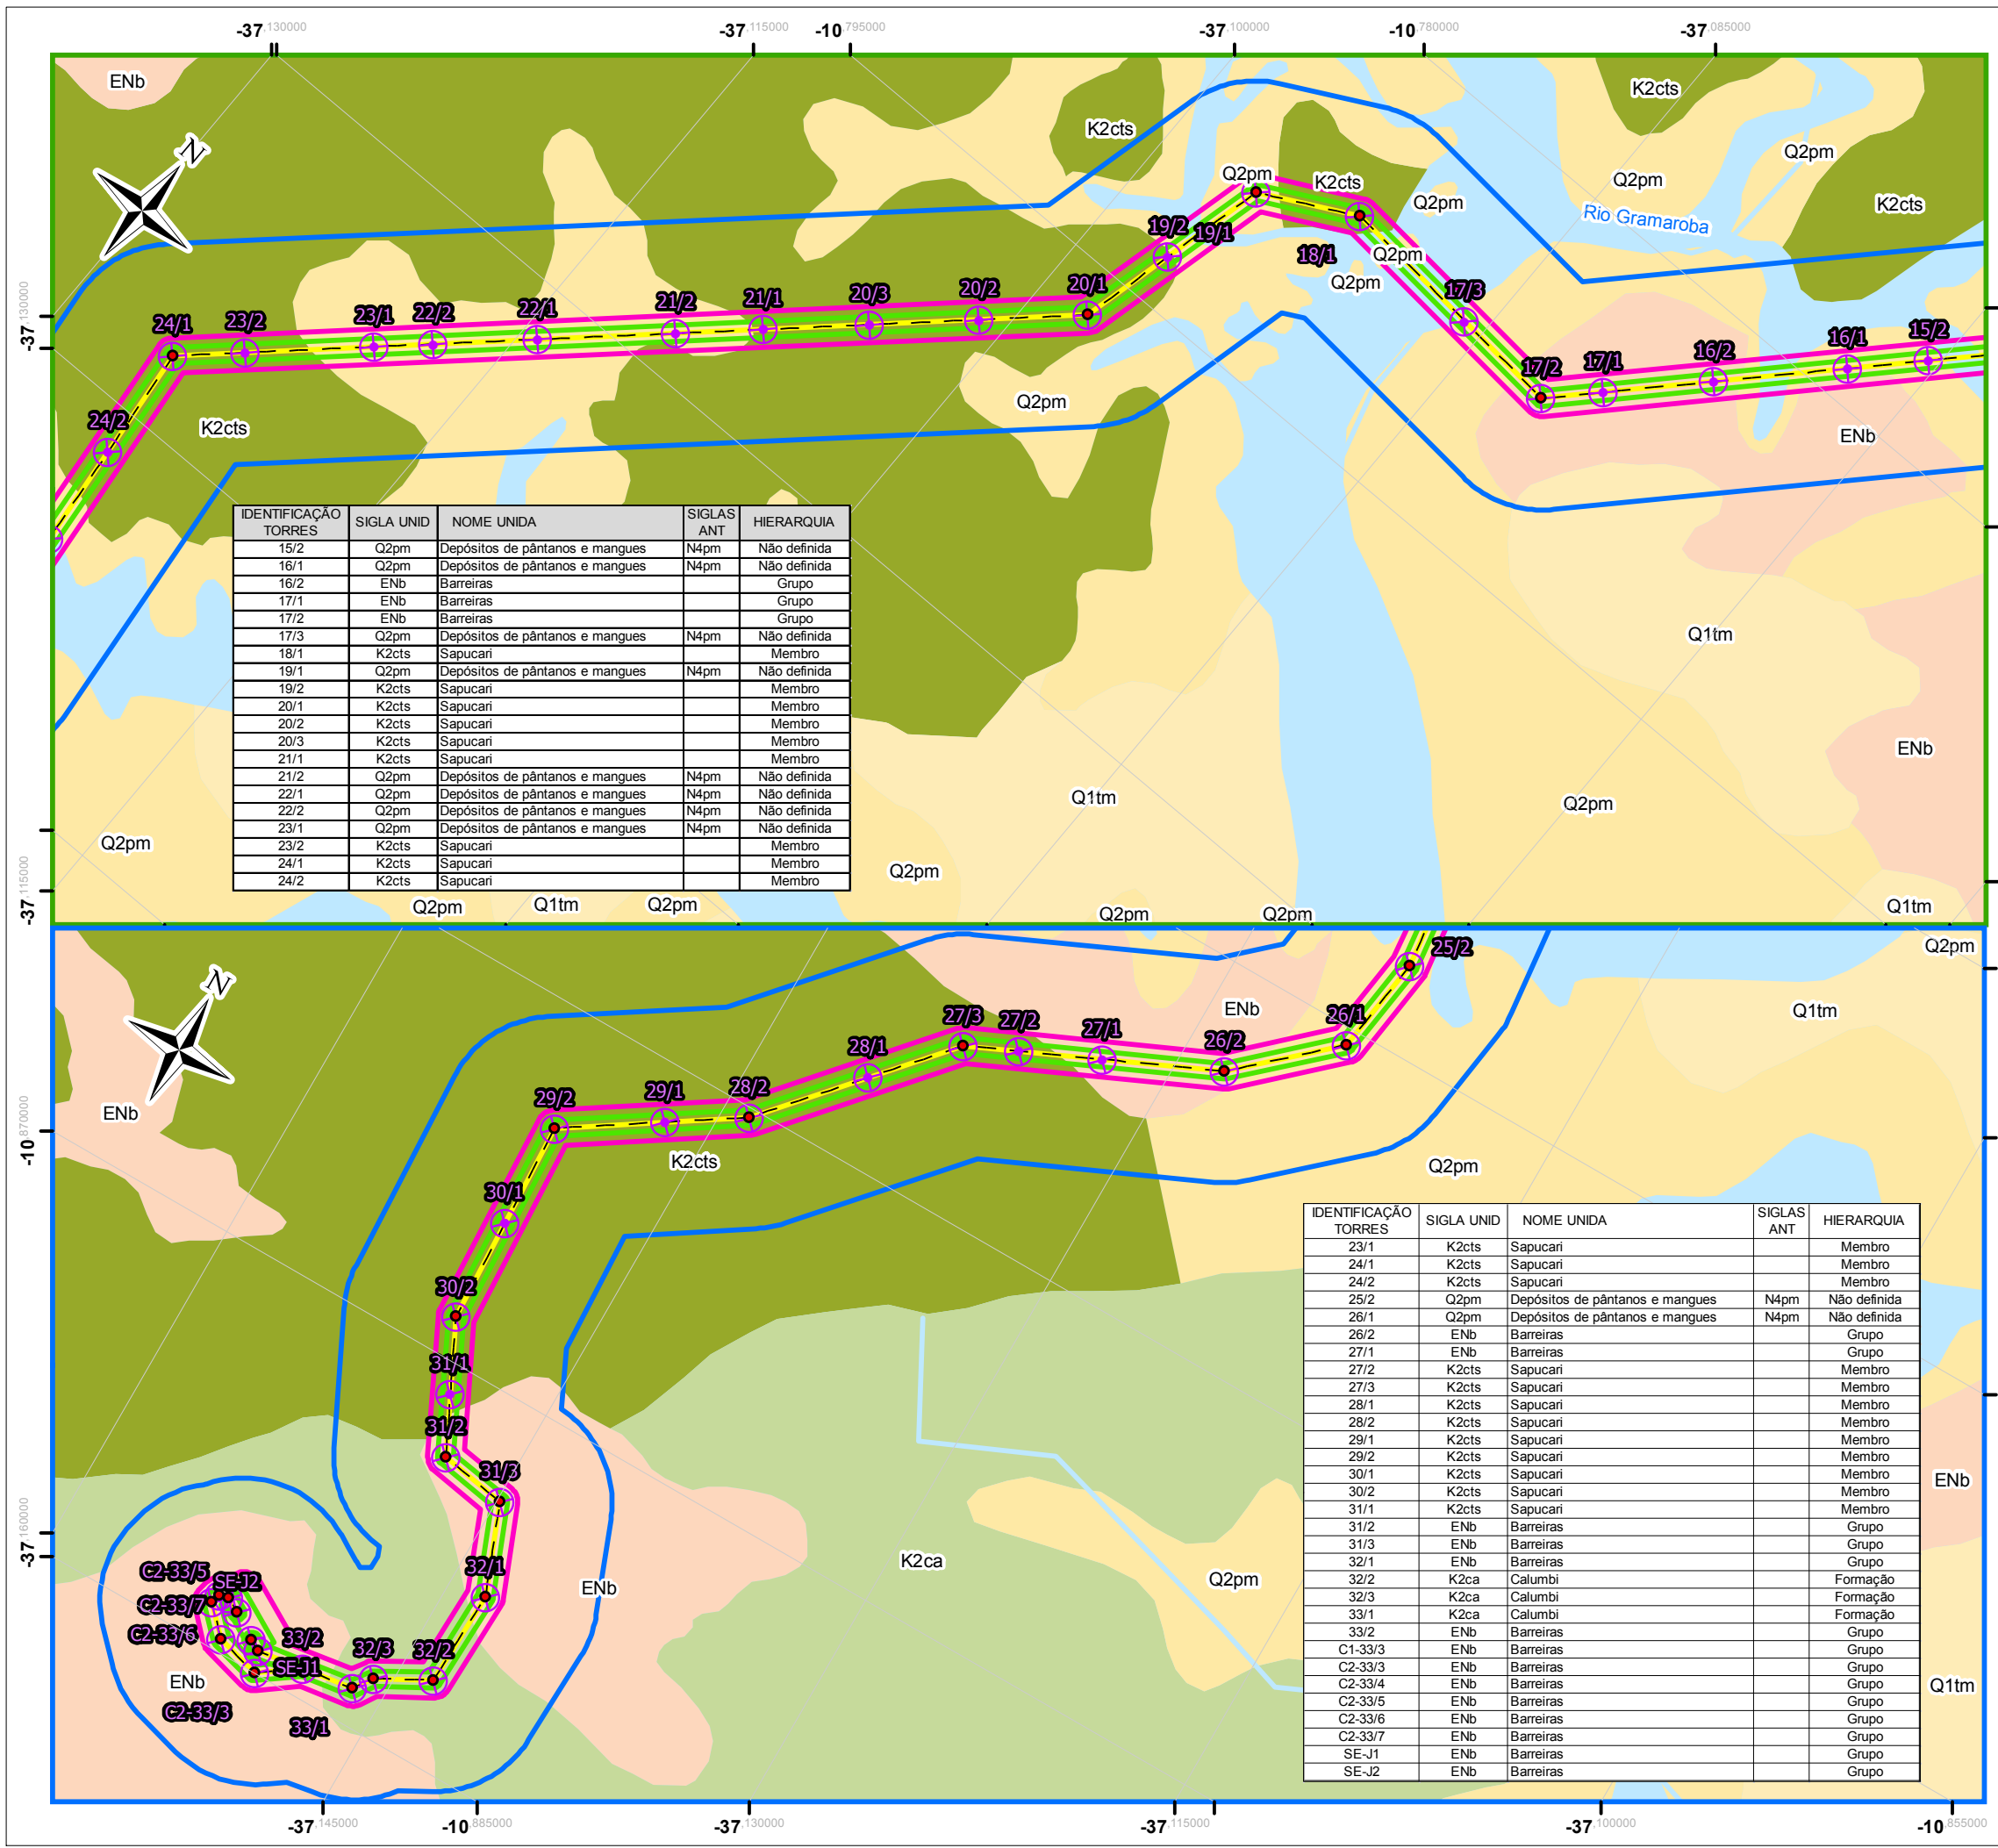 -37.130000 -37.115000 -10.795000 -37.100000 -10.780000 -37.085000
ENb
K2cts
K2cts
Q2pm
Q2pm
K2cts
Q2pm
Q2pm
K2cts
Rio Gramaroba
N
19/2
19/1
18/1
Q2pm
Q2pm
24/1
23/2
23/1
22/2
22/1
21/2
21/1
20/3
20/2
20/1
17/3
17/2
17/1
16/2
16/1
15/2
-37.130000
24/2
K2cts
Q2pm
ENb
IDENTIFICAÇÃO TORRES SIGLA UNID NOME UNIDA SIGLAS ANT HIERARQUIA
15/2 Q2pm Depósitos de pântanos e mangues N4pm Não definida
16/1 Q2pm Depósitos de pântanos e mangues N4pm Não definida
16/2 ENb Barreiras Grupo
17/1 ENb Barreiras Grupo
17/2 ENb Barreiras Grupo
17/3 Q2pm Depósitos de pântanos e mangues N4pm Não definida
18/1 K2cts Sapucari Membro
19/1 Q2pm Depósitos de pântanos e mangues N4pm Não definida
19/2 K2cts Sapucari Membro
20/1 K2cts Sapucari Membro
20/2 K2cts Sapucari Membro
20/3 K2cts Sapucari Membro
21/1 K2cts Sapucari Membro
21/2 Q2pm Depósitos de pântanos e mangues N4pm Não definida
22/1 Q2pm Depósitos de pântanos e mangues N4pm Não definida
22/2 Q2pm Depósitos de pântanos e mangues N4pm Não definida
23/1 Q2pm Depósitos de pântanos e mangues N4pm Não definida
23/2 K2cts Sapucari Membro
24/1 K2cts Sapucari Membro
24/2 K2cts Sapucari Membro
Q1tm
ENb
Q1tm
Q2pm
Q2pm
Q2pm
-37.115000
Q2pm
Q1tm
Q2pm
Q2pm
Q2pm
Q1tm
Q2pm
25/2
N
ENb
Q1tm
27/3
27/2
27/1
26/2
26/1
28/1
28/2
29/1
29/2
ENb
-10.870000
K2cts
Q2pm
30/1
30/2
31/1
31/2
31/3
32/1
K2ca
Q2pm
ENb
ENb
Q1tm
-37.160000
IDENTIFICAÇÃO TORRES SIGLA UNID NOME UNIDA SIGLAS ANT HIERARQUIA
23/1 K2cts Sapucari Membro
24/1 K2cts Sapucari Membro
24/2 K2cts Sapucari Membro
25/2 Q2pm Depósitos de pântanos e mangues N4pm Não definida
26/1 Q2pm Depósitos de pântanos e mangues N4pm Não definida
26/2 ENb Barreiras Grupo
27/1 ENb Barreiras Grupo
27/2 K2cts Sapucari Membro
27/3 K2cts Sapucari Membro
28/1 K2cts Sapucari Membro
28/2 K2cts Sapucari Membro
29/1 K2cts Sapucari Membro
29/2 K2cts Sapucari Membro
30/1 K2cts Sapucari Membro
30/2 K2cts Sapucari Membro
31/1 K2cts Sapucari Membro
31/2 ENb Barreiras Grupo
31/3 ENb Barreiras Grupo
32/1 ENb Barreiras Grupo
32/2 K2ca Calumbi Formação
32/3 K2ca Calumbi Formação
33/1 K2ca Calumbi Formação
33/2 ENb Barreiras Grupo
C1-33/3 ENb Barreiras Grupo
C2-33/3 ENb Barreiras Grupo
C2-33/4 ENb Barreiras Grupo
C2-33/5 ENb Barreiras Grupo
C2-33/6 ENb Barreiras Grupo
C2-33/7 ENb Barreiras Grupo
SE-J1 ENb Barreiras Grupo
SE-J2 ENb Barreiras Grupo
C2-33/5
SE-J2
C2-33/7
C2-33/6
33/2
32/3
32/2
SE-J1
ENb
C2-33/3
33/1
-37.145000 -10.885000 -37.130000 -37.115000 -37.100000 -10.855000